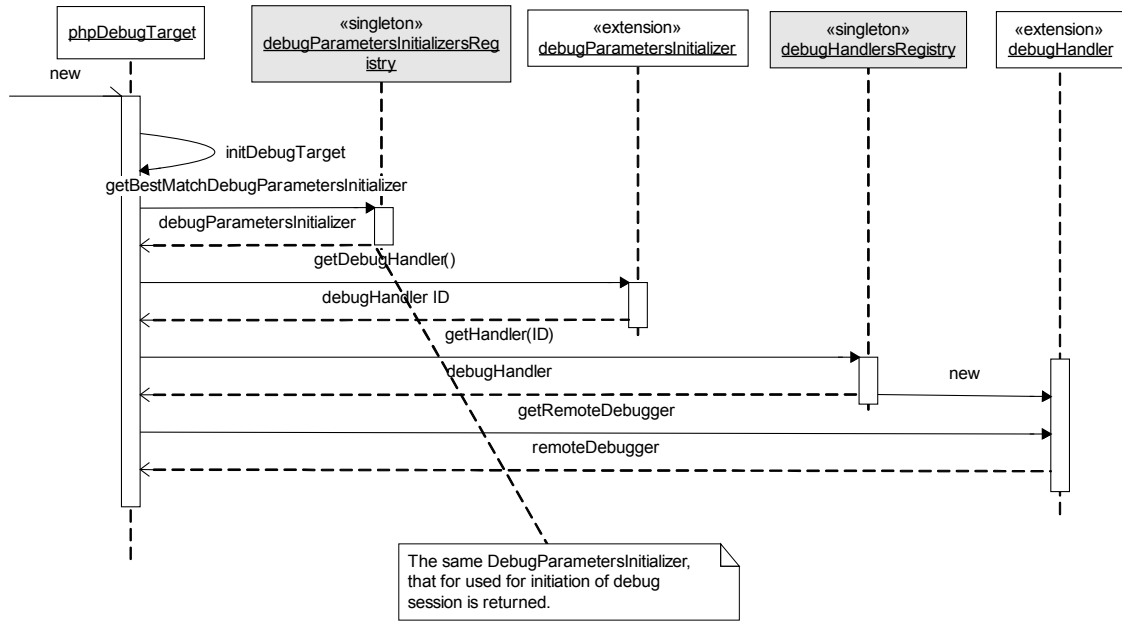 phpDebugTarget
«singleton»
debugParametersInitializersReg
istry
«extension»
debugParametersInitializer
«singleton»
debugHandlersRegistry
«extension»
debugHandler
new
initDebugTarget
getBestMatchDebugParametersInitializer
debugParametersInitializer
getDebugHandler()
debugHandler ID
getHandler(ID)
debugHandler
new
getRemoteDebugger
remoteDebugger
The same DebugParametersInitializer,
that for used for initiation of debug
session is returned.